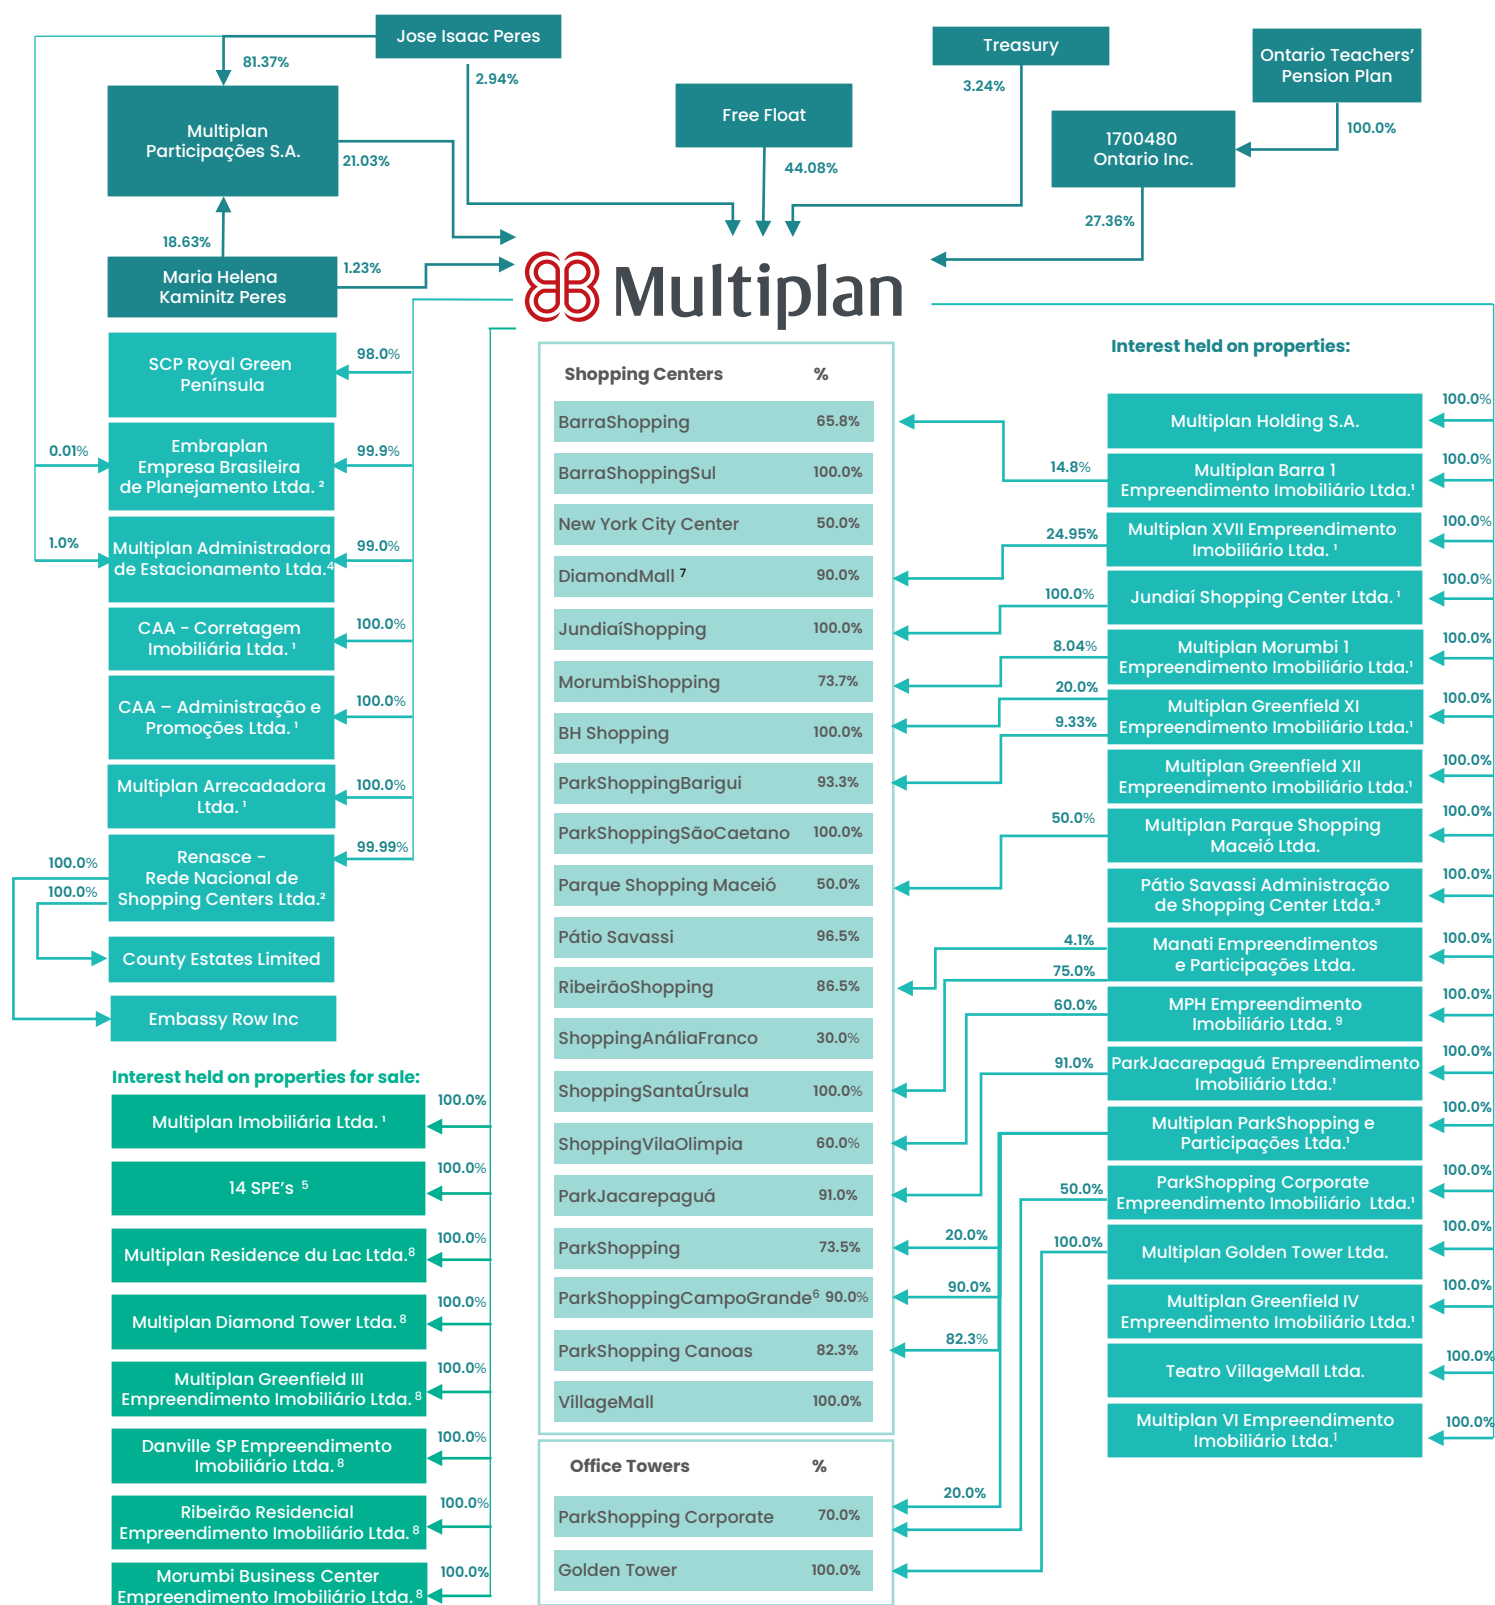 Jose Isaac Peres
Treasury
Ontario Teachers’
Pension Plan
81.37%
2.94%
3.24%
Free Float
100.0%
Multiplan
Participações S.A.
1700480
Ontario Inc.
21.03%
44.08%
27.36%
18.63%
Maria Helena
Kaminitz Peres
1.23%
Multiplan
SCP Royal Green
Península
98.0%
0.01%
Embraplan
Empresa Brasileira
de Planejamento Ltda. ²
99.9%
1.0%
Multiplan Administradora
de Estacionamento Ltda.⁴
99.0%
CAA - Corretagem
Imobiliária Ltda. ¹
100.0%
CAA – Administração e
Promoções Ltda. ¹
100.0%
Multiplan Arrecadadora
Ltda. ¹
100.0%
Renasce -
Rede Nacional de
Shopping Centers Ltda.²
99.99%
100.0%
100.0%
County Estates Limited
Embassy Row Inc
Interest held on properties for sale:
Multiplan Imobiliária Ltda. ¹
100.0%
14 SPE’s ⁵
100.0%
Multiplan Residence du Lac Ltda.⁸
100.0%
Multiplan Diamond Tower Ltda. ⁸
100.0%
Multiplan Greenfield III
Empreendimento Imobiliário Ltda. ⁸
100.0%
Danville SP Empreendimento
Imobiliário Ltda. ⁸
100.0%
Ribeirão Residencial
Empreendimento Imobiliário Ltda. ⁸
100.0%
Morumbi Business Center
Empreendimento Imobiliário Ltda. ⁸
100.0%
Shopping Centers %
BarraShopping 65.8%
BarraShoppingSul 100.0%
New York City Center 50.0%
DiamondMall ⁷ 90.0%
JundiaíShopping 100.0%
MorumbiShopping 73.7%
BH Shopping 100.0%
ParkShoppingBarigui 93.3%
ParkShoppingSãoCaetano 100.0%
Parque Shopping Maceió 50.0%
Pátio Savassi 96.5%
RibeirãoShopping 86.5%
ShoppingAnáliaFranco 30.0%
ShoppingSantaÚrsula 100.0%
ShoppingVilaOlimpia 60.0%
ParkJacarepaguá 91.0%
ParkShopping 73.5%
ParkShoppingCampoGrande⁶ 90.0%
ParkShopping Canoas 82.3%
VillageMall 100.0%
Office Towers %
ParkShopping Corporate 70.0%
Golden Tower 100.0%
Interest held on properties:
Multiplan Holding S.A.
100.0%
14.8%
Multiplan Barra 1
Empreendimento Imobiliário Ltda.¹
100.0%
24.95%
Multiplan XVII Empreendimento
Imobiliário Ltda. ¹
100.0%
100.0%
Jundiaí Shopping Center Ltda. ¹
100.0%
8.04%
Multiplan Morumbi 1
Empreendimento Imobiliário Ltda.¹
100.0%
20.0%
9.33%
Multiplan Greenfield XI
Empreendimento Imobiliário Ltda.¹
100.0%
Multiplan Greenfield XII
Empreendimento Imobiliário Ltda.¹
100.0%
50.0%
Multiplan Parque Shopping
Maceió Ltda.
100.0%
Pátio Savassi Administração
de Shopping Center Ltda.³
100.0%
4.1%
75.0%
Manati Empreendimentos
e Participações Ltda.
100.0%
60.0%
MPH Empreendimento
Imobiliário Ltda. ⁹
100.0%
91.0%
ParkJacarepaguá Empreendimento
Imobiliário Ltda.¹
100.0%
Multiplan ParkShopping e
Participações Ltda.¹
100.0%
20.0%
90.0%
82.3%
20.0%
50.0%
ParkShopping Corporate
Empreendimento Imobiliário Ltda.¹
100.0%
100.0%
Multiplan Golden Tower Ltda.
100.0%
Multiplan Greenfield IV
Empreendimento Imobiliário Ltda.¹
100.0%
Teatro VillageMall Ltda.
100.0%
Multiplan VI Empreendimento
Imobiliário Ltda.¹
100.0%